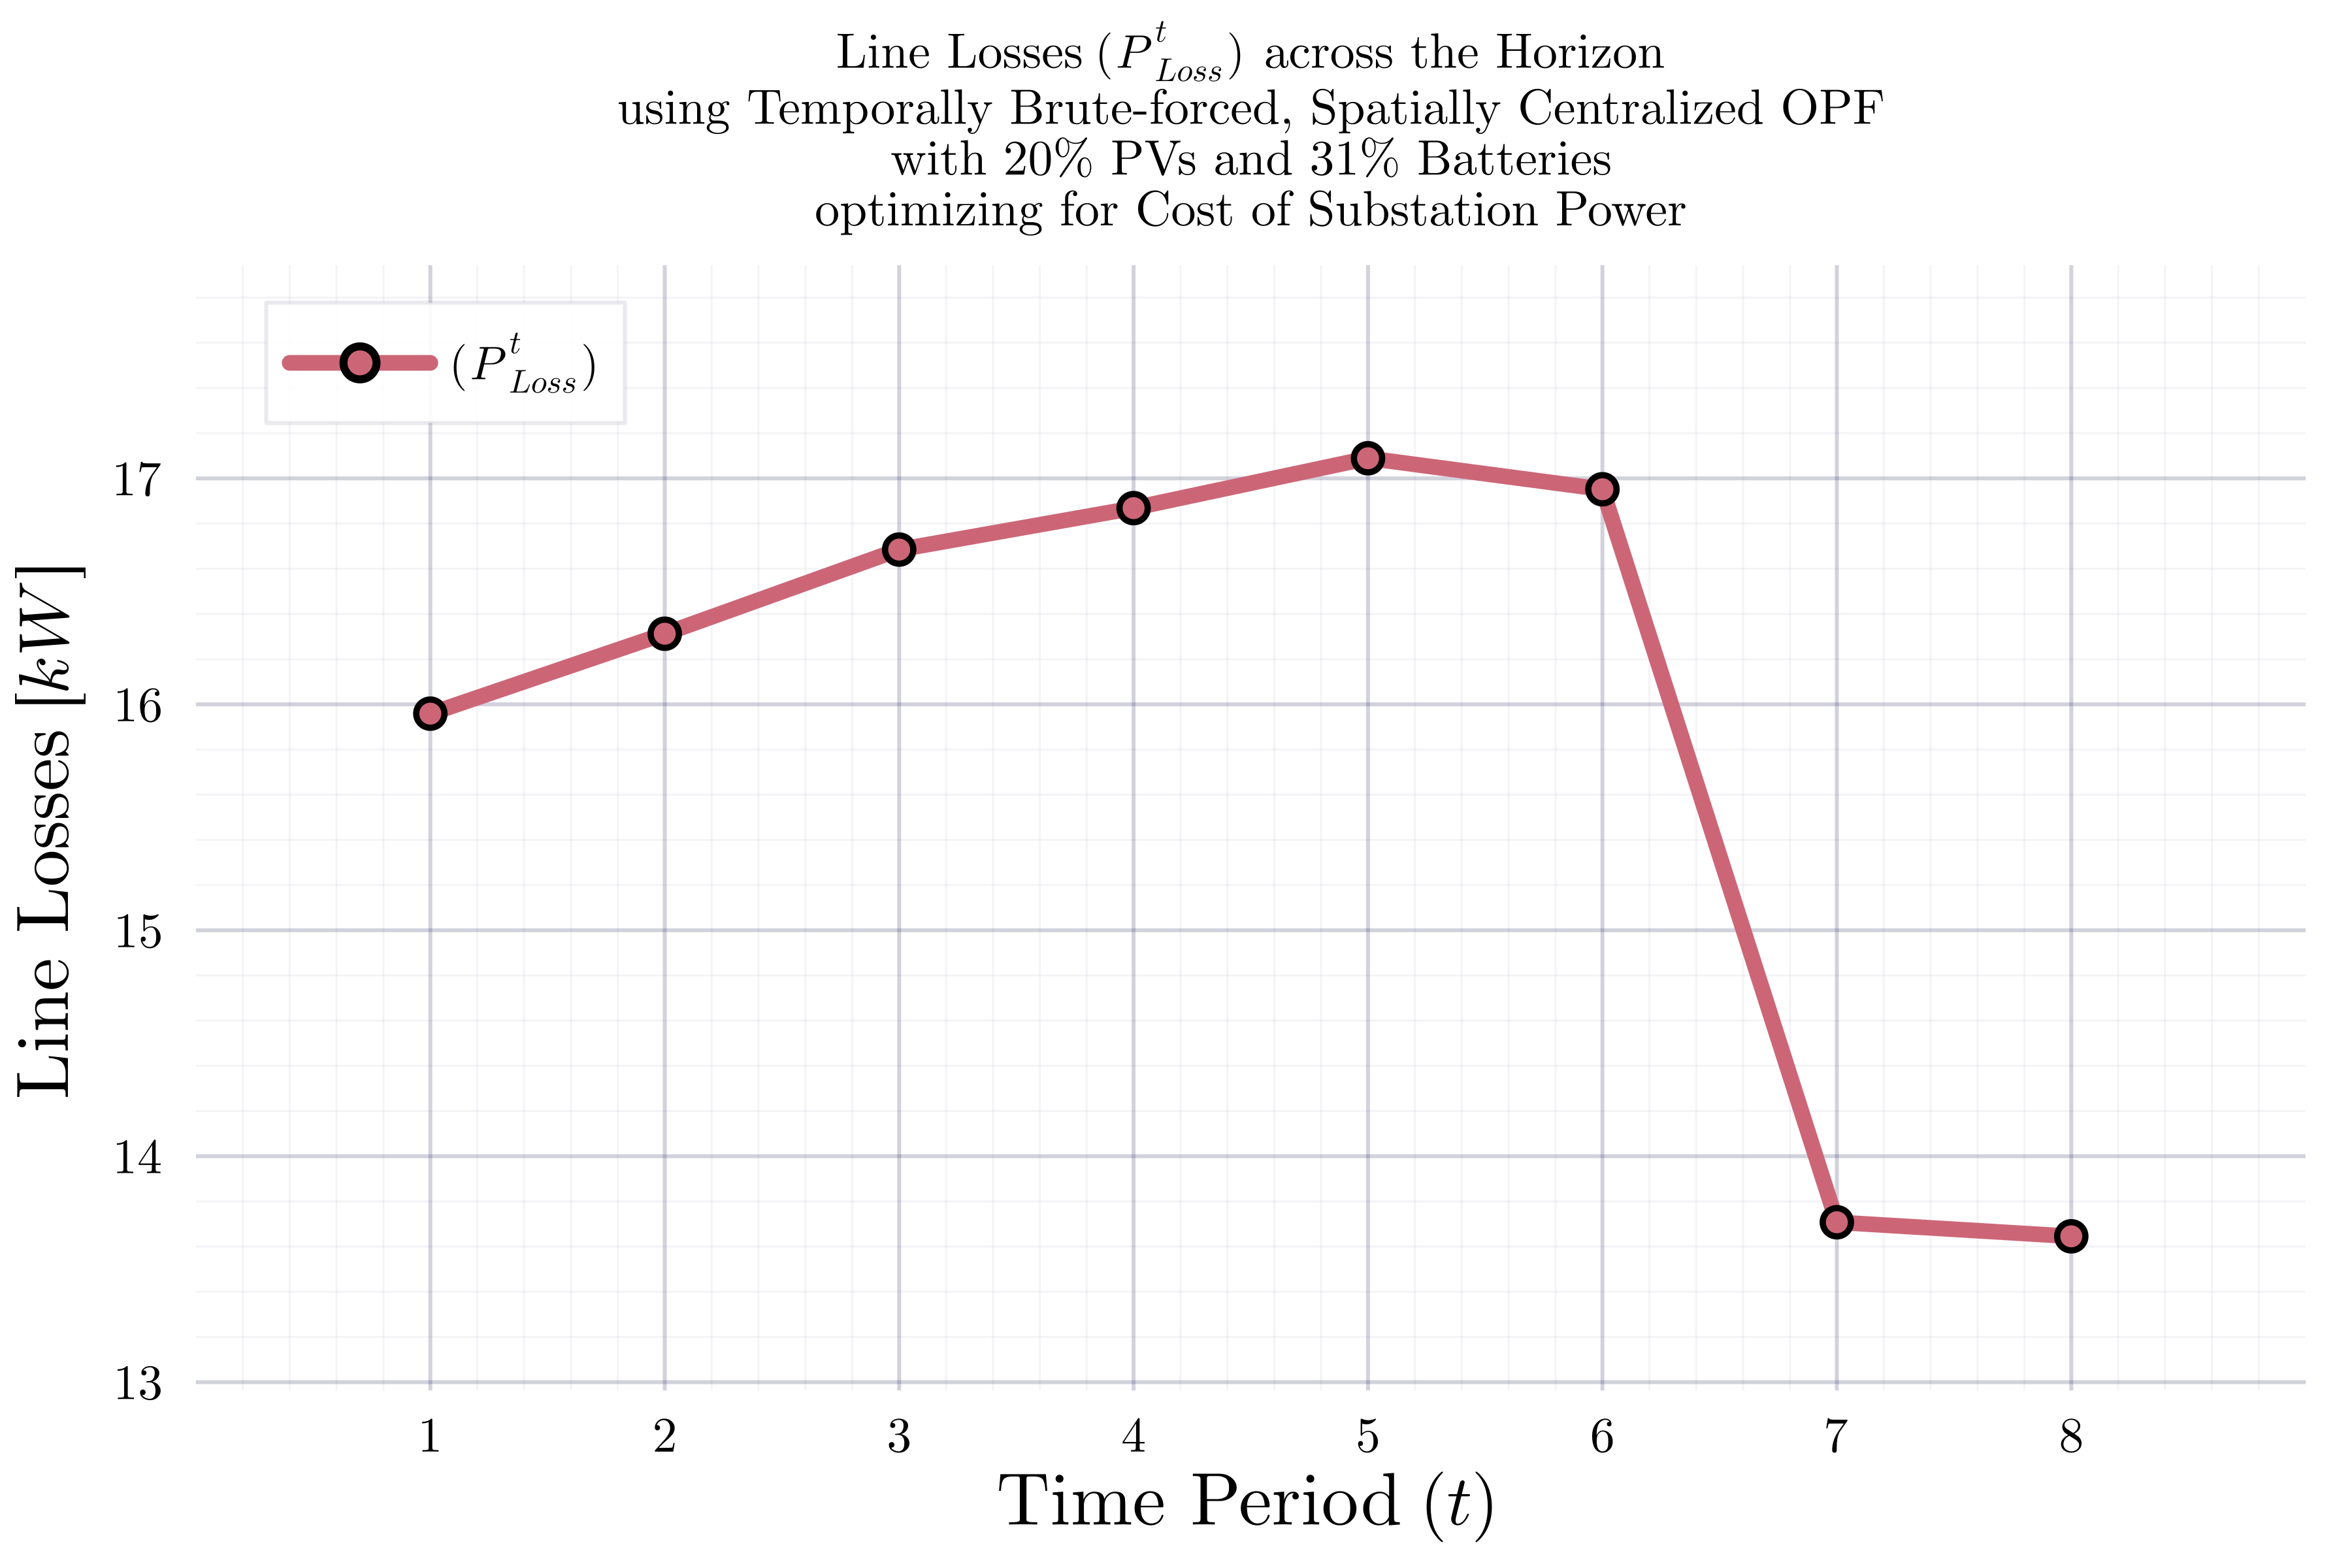 Line Losses (P^t_Loss) across the Horizon
using Temporally Brute-forced, Spatially Centralized OPF
with 20% PVs and 31% Batteries
optimizing for Cost of Substation Power
(P^t_Loss)
Line Losses [kW]
17
16
15
14
13
1 2 3 4 5 6 7 8
Time Period (t)